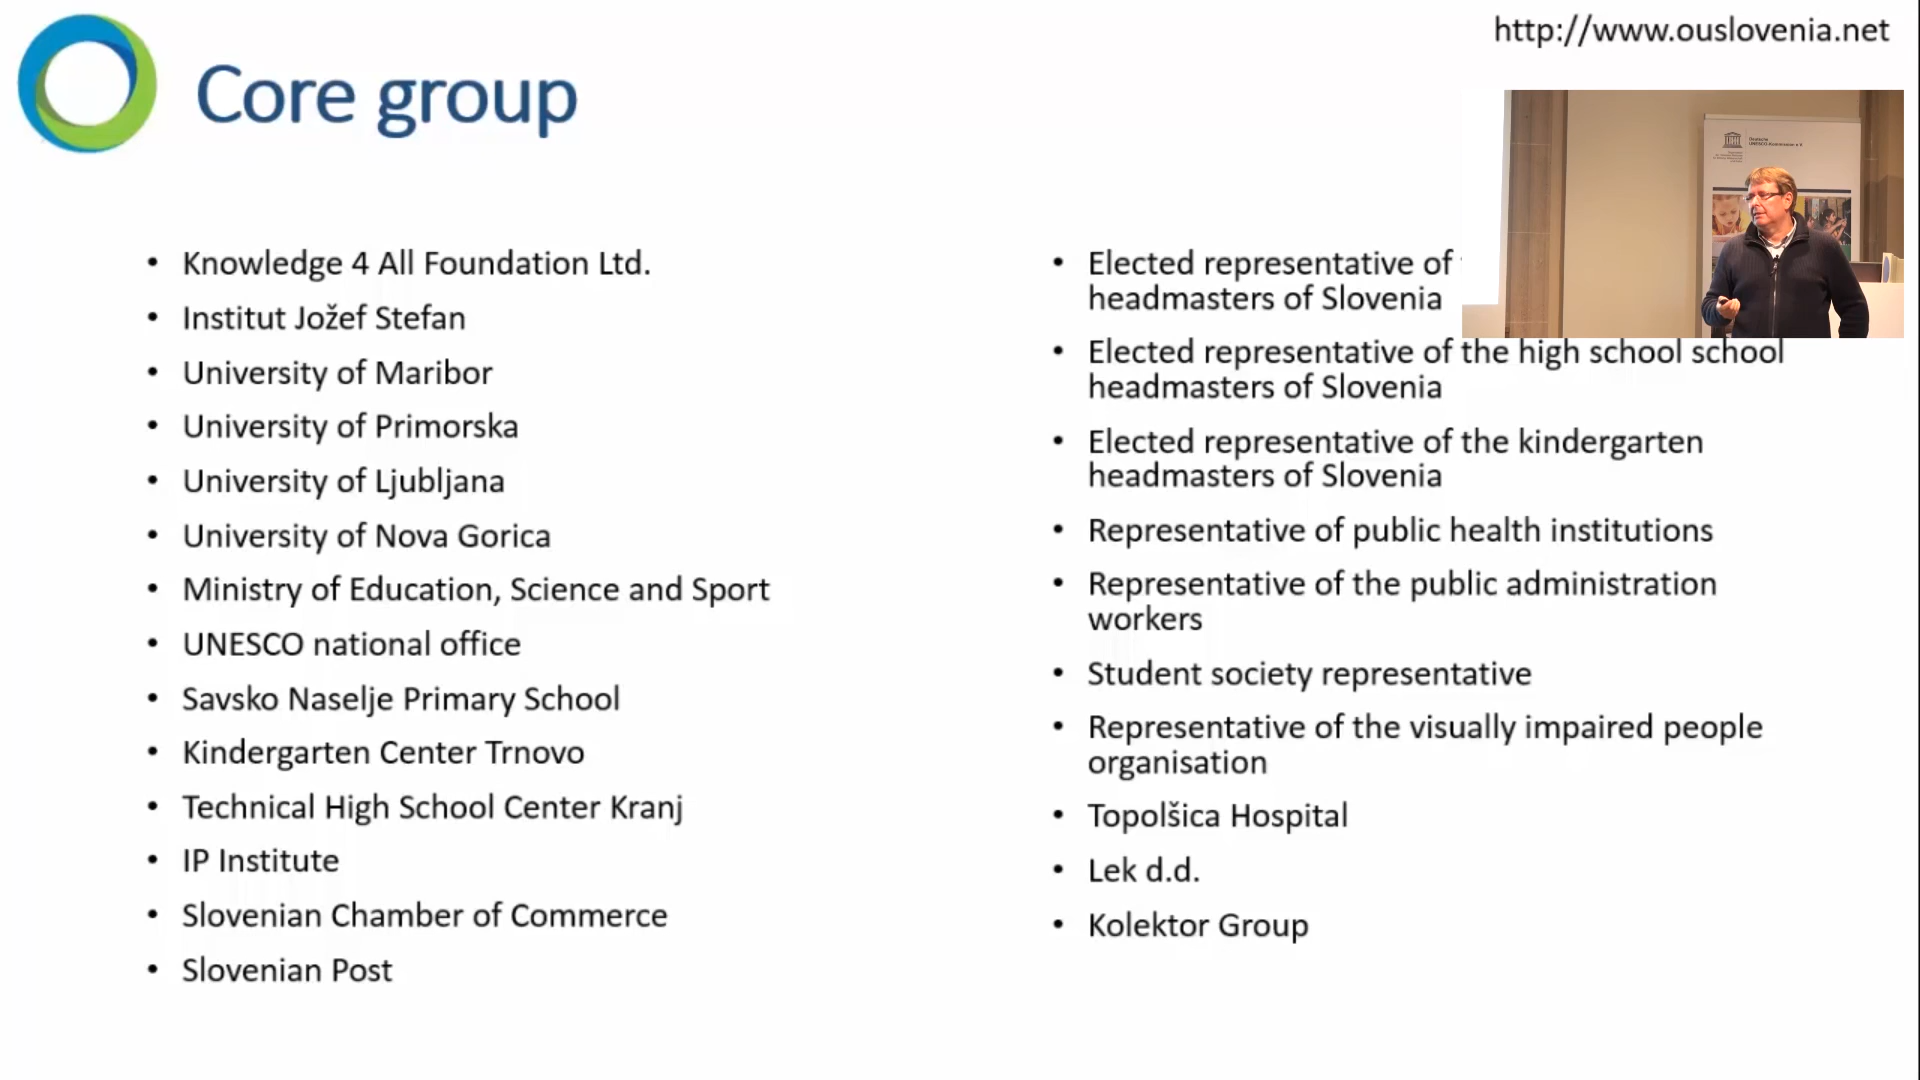 http://www.ouslovenia.net
Core group
• Knowledge 4 All Foundation Ltd.
• Institut Jožef Stefan
• University of Maribor
• University of Primorska
• University of Ljubljana
• University of Nova Gorica
• Ministry of Education, Science and Sport
• UNESCO national office
• Savsko Naselje Primary School
• Kindergarten Center Trnovo
• Technical High School Center Kranj
• IP Institute
• Slovenian Chamber of Commerce
• Slovenian Post
• Elected representative of
headmasters of Slovenia
• Elected representative of the high school school
headmasters of Slovenia
• Elected representative of the kindergarten
headmasters of Slovenia
• Representative of public health institutions
• Representative of the public administration
workers
• Student society representative
• Representative of the visually impaired people
organisation
• Topolšica Hospital
• Lek d.d.
• Kolektor Group
Deutsche
UNESCO-Kommission e.V.